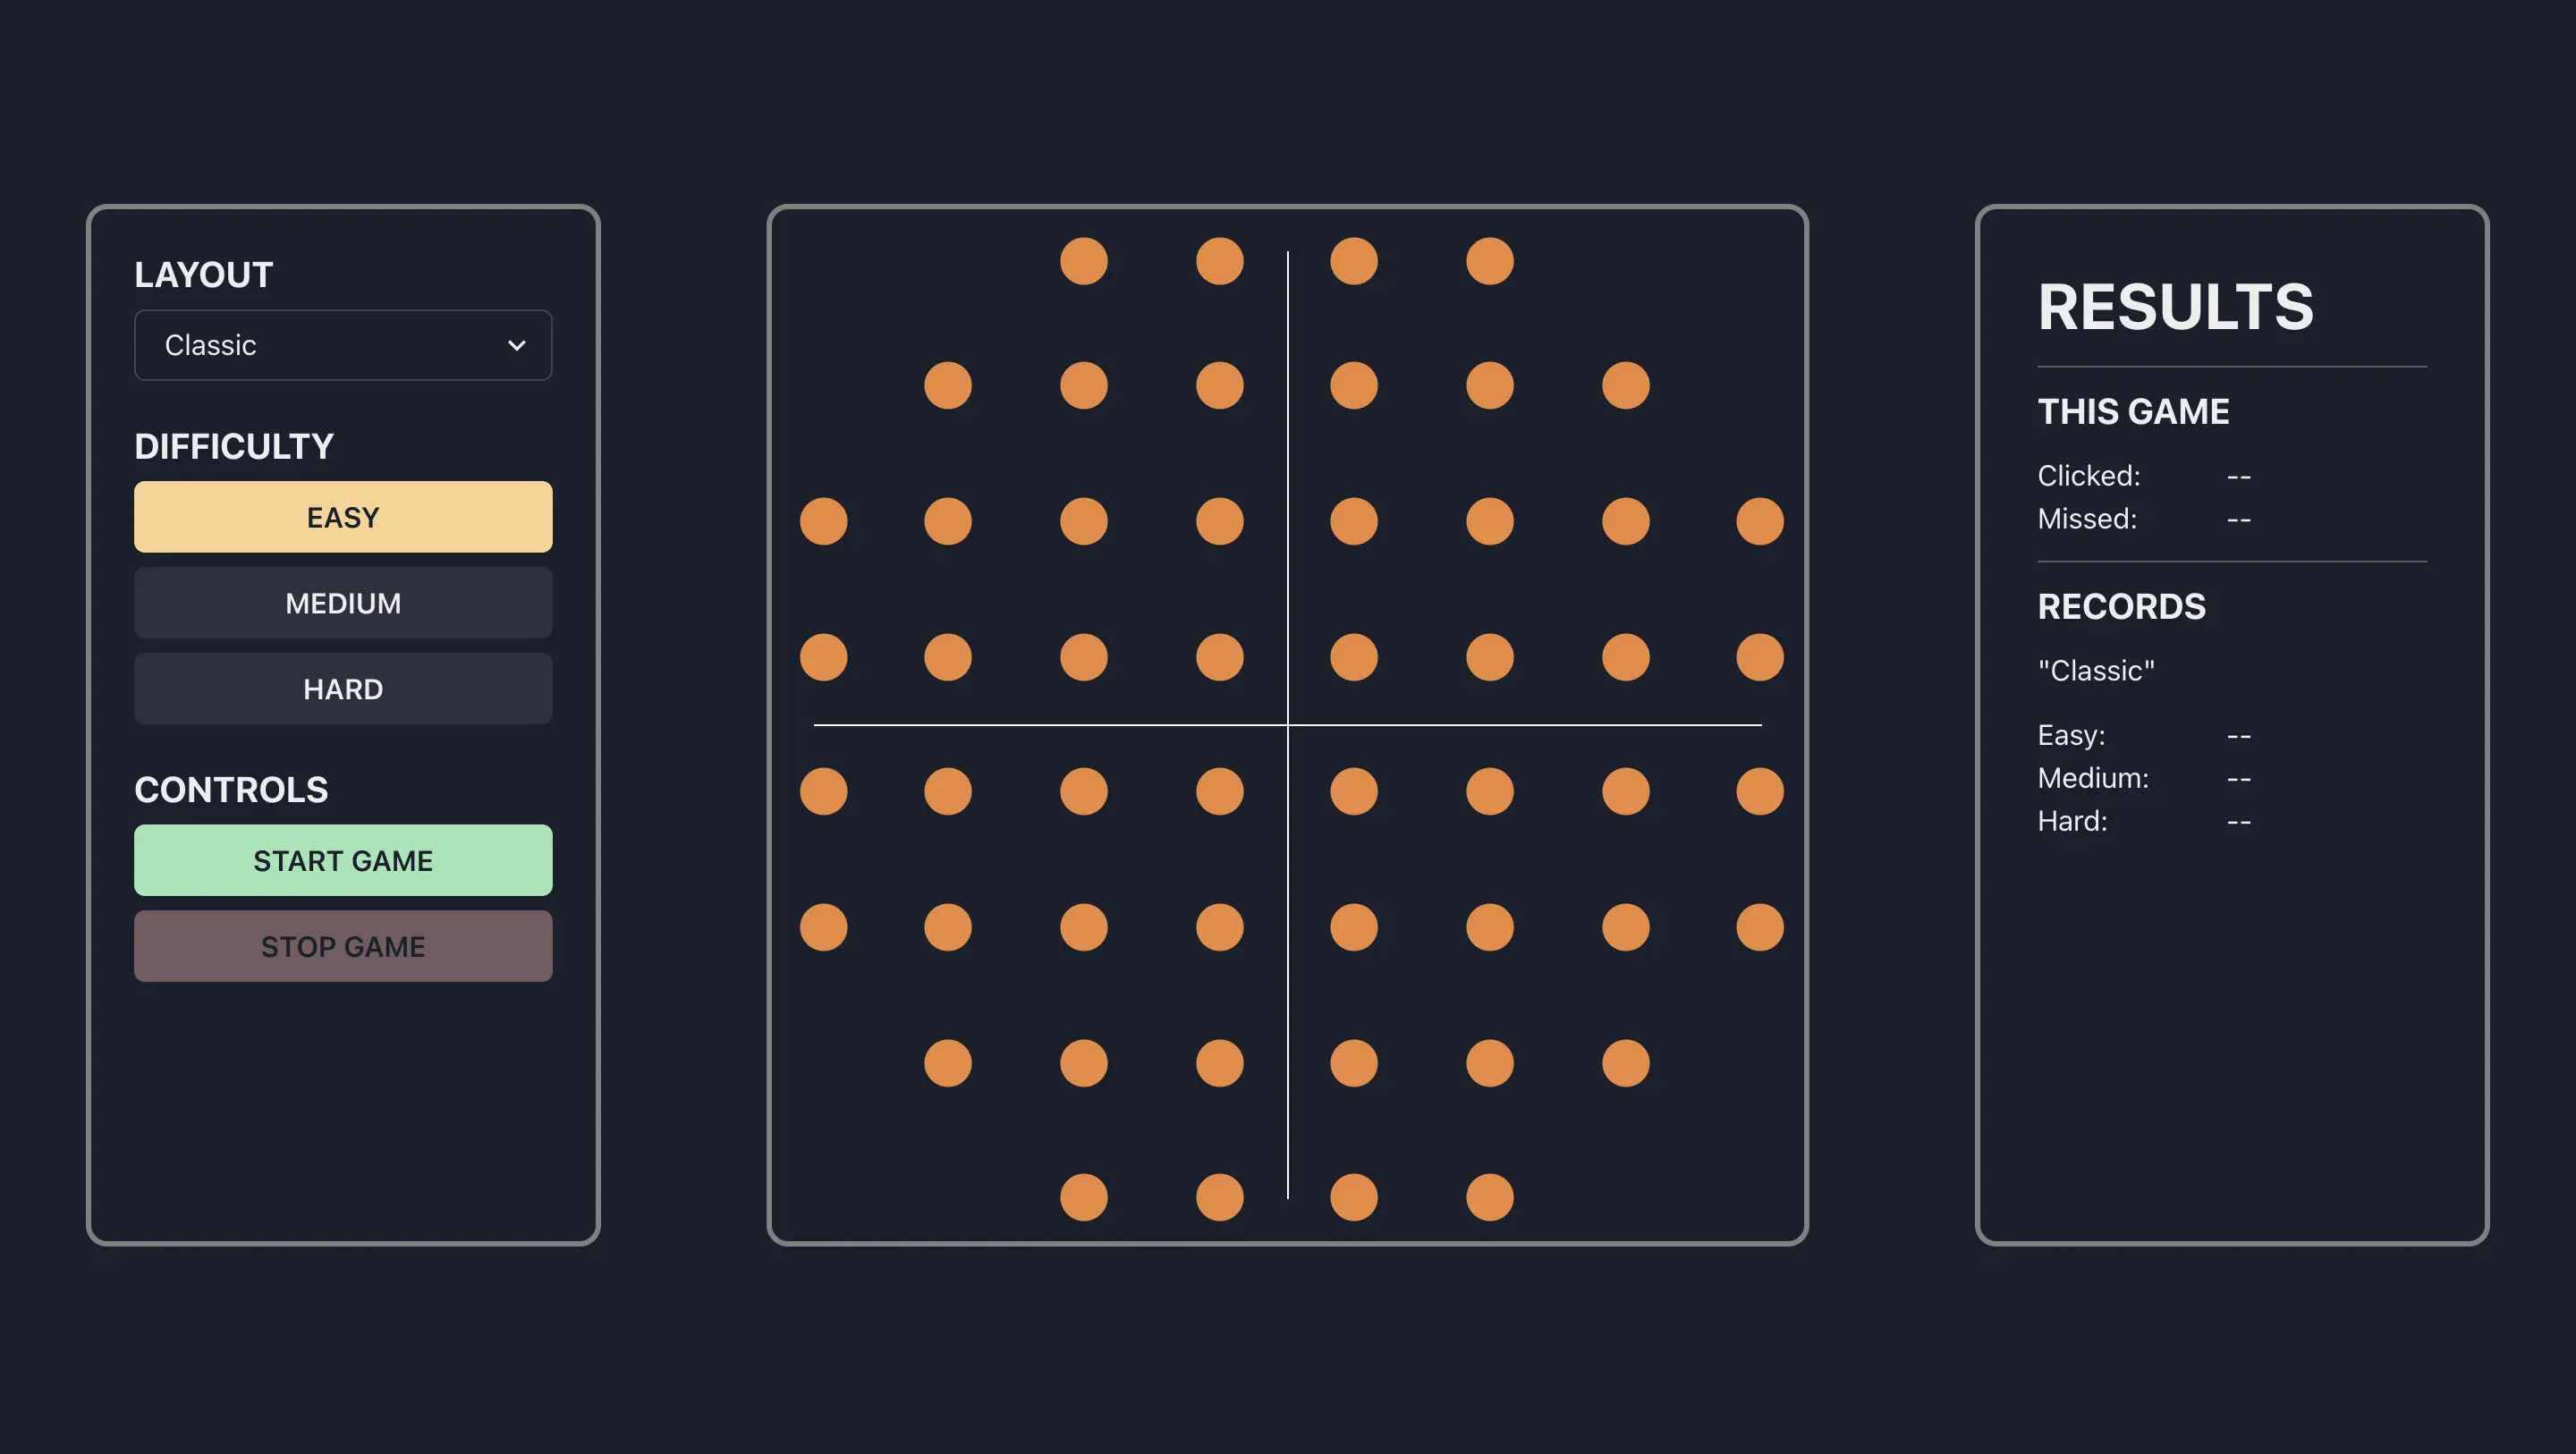 LAYOUT
Classic
DIFFICULTY
EASY
MEDIUM
HARD
CONTROLS
START GAME
STOP GAME
RESULTS
THIS GAME
Clicked: --
Missed: --
RECORDS
"Classic"
Easy: --
Medium: --
Hard: --